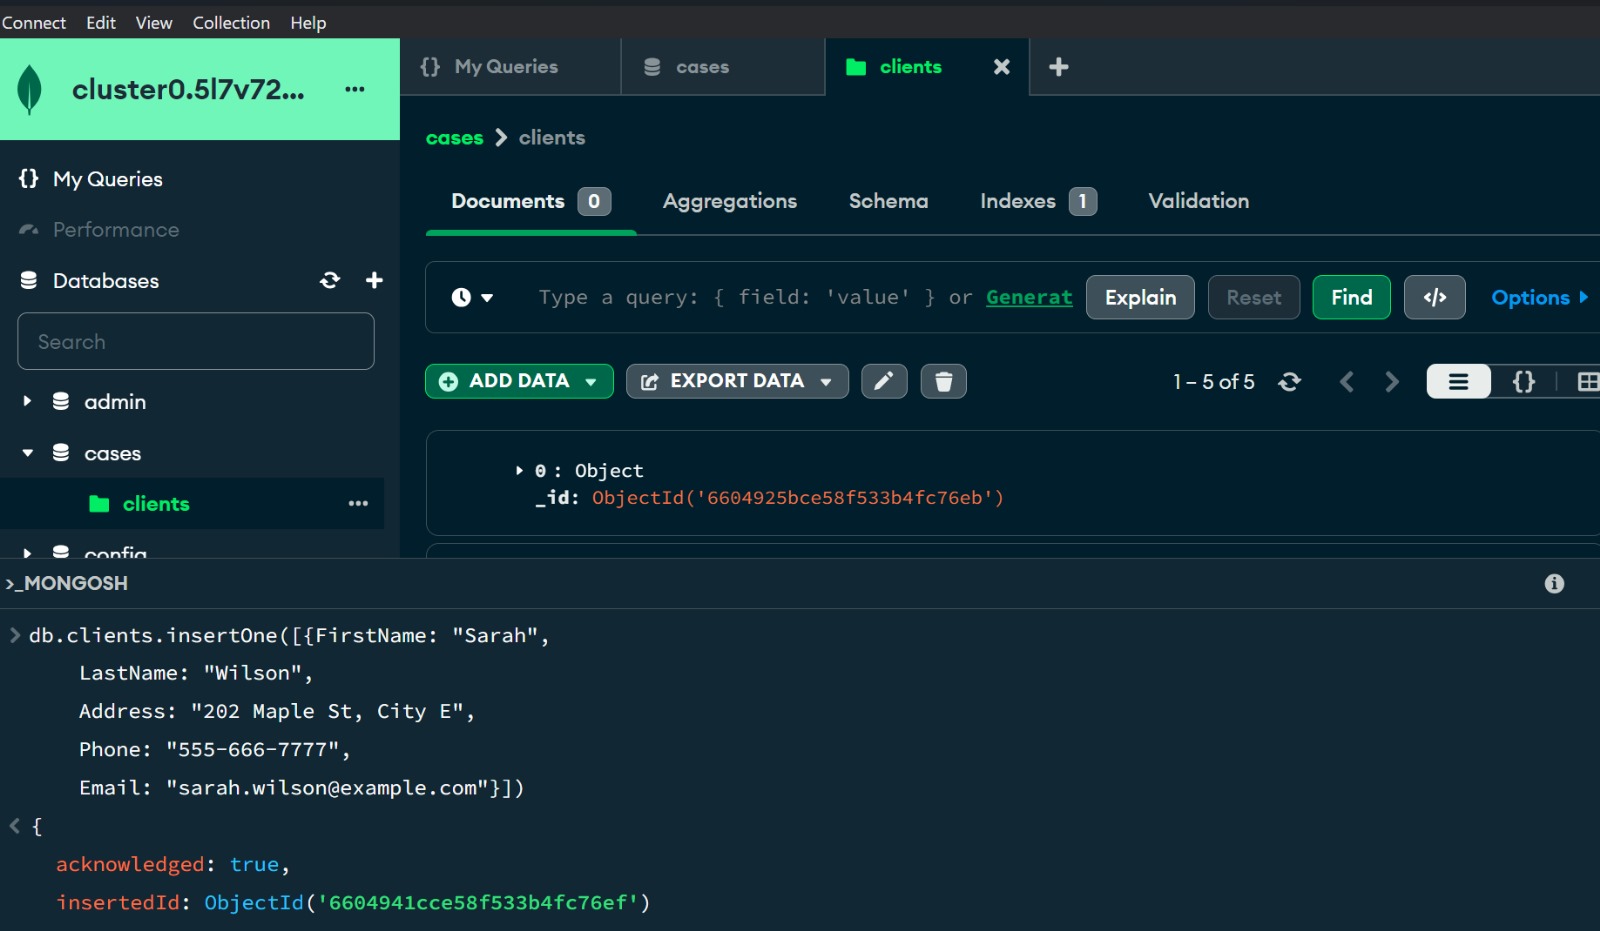 Connect Edit View Collection Help
cluster0.5l7v72... ...
{} My Queries
Performance
Databases
Search
admin
cases
clients ...
config
{} My Queries cases clients
cases > clients
Documents 0 Aggregations Schema Indexes 1 Validation
Type a query: { field: 'value' } or Generat Explain Reset Find </> Options
ADD DATA EXPORT DATA 1 – 5 of 5 {}
0 : Object
_id: ObjectId('6604925bce58f533b4fc76eb')
>_MONGOSH
> db.clients.insertOne([{FirstName: "Sarah",
LastName: "Wilson",
Address: "202 Maple St, City E",
Phone: "555-666-7777",
Email: "sarah.wilson@example.com"}])
< {
acknowledged: true,
insertedId: ObjectId('6604941cce58f533b4fc76ef')